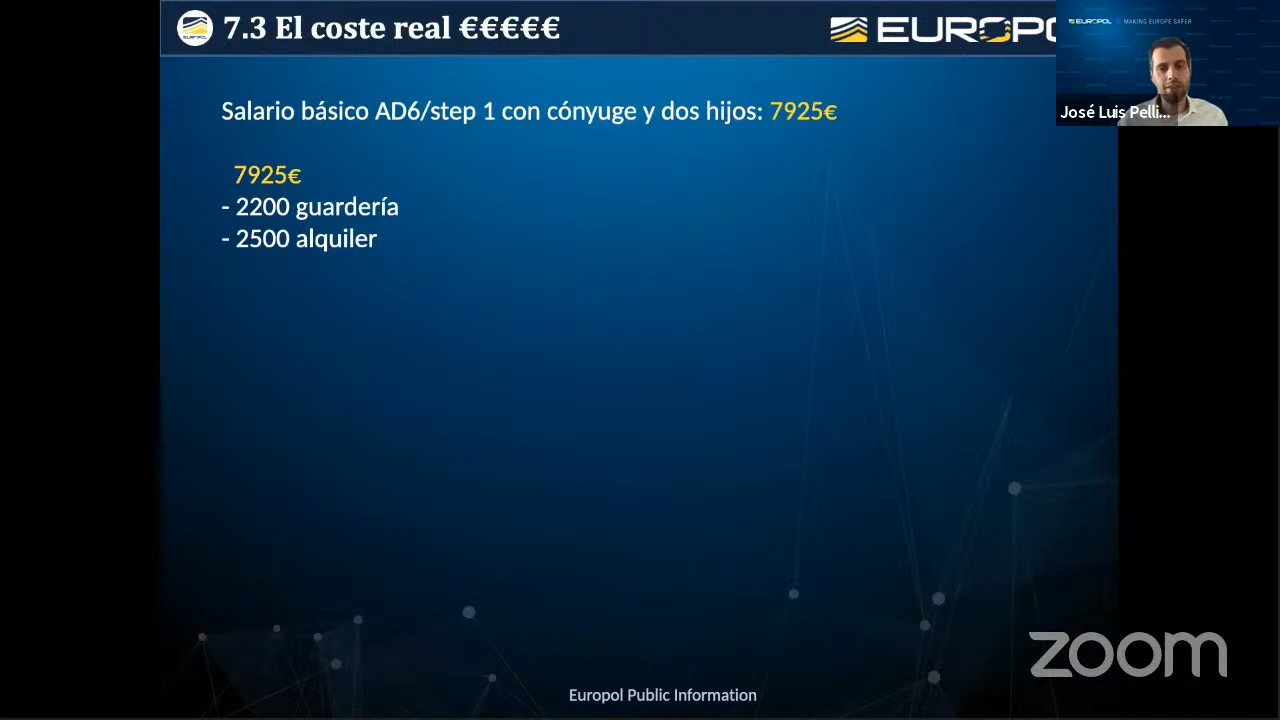 7.3 El coste real €€€€€
EUROPO
EUROPOL
MAKING EUROPE SAFER
José Luis Pelli...
Salario básico AD6/step 1 con cónyuge y dos hijos: 7925€
7925€
- 2200 guardería
- 2500 alquiler
zoom
Europol Public Information